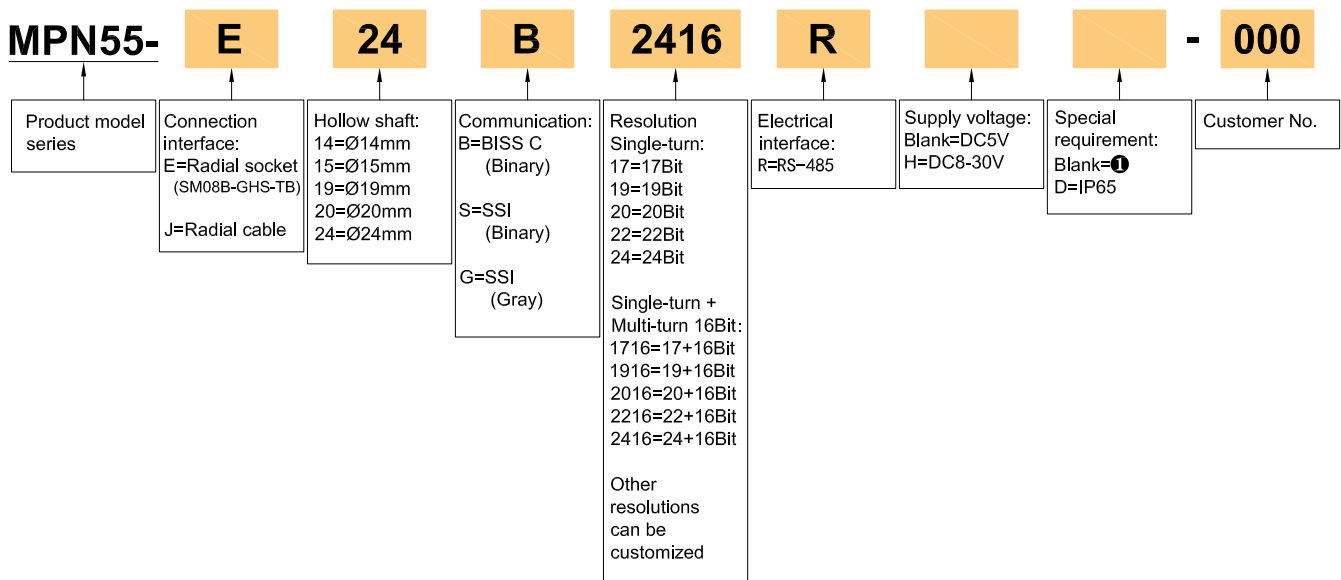 MPN55- E 24 B 2416 R - 000
Product model
series
Connection
interface:
E=Radial socket
(SM08B-GHS-TB)
J=Radial cable
Hollow shaft:
14=Ø14mm
15=Ø15mm
19=Ø19mm
20=Ø20mm
24=Ø24mm
Communication:
B=BISS C
(Binary)
S=SSI
(Binary)
G=SSI
(Gray)
Resolution
Single-turn:
17=17Bit
19=19Bit
20=20Bit
22=22Bit
24=24Bit
Single-turn +
Multi-turn 16Bit:
1716=17+16Bit
1916=19+16Bit
2016=20+16Bit
2216=22+16Bit
2416=24+16Bit
Other
resolutions
can be
customized
Electrical
interface:
R=RS-485
Supply voltage:
Blank=DC5V
H=DC8-30V
Special
requirement:
Blank=❶
D=IP65
Customer No.